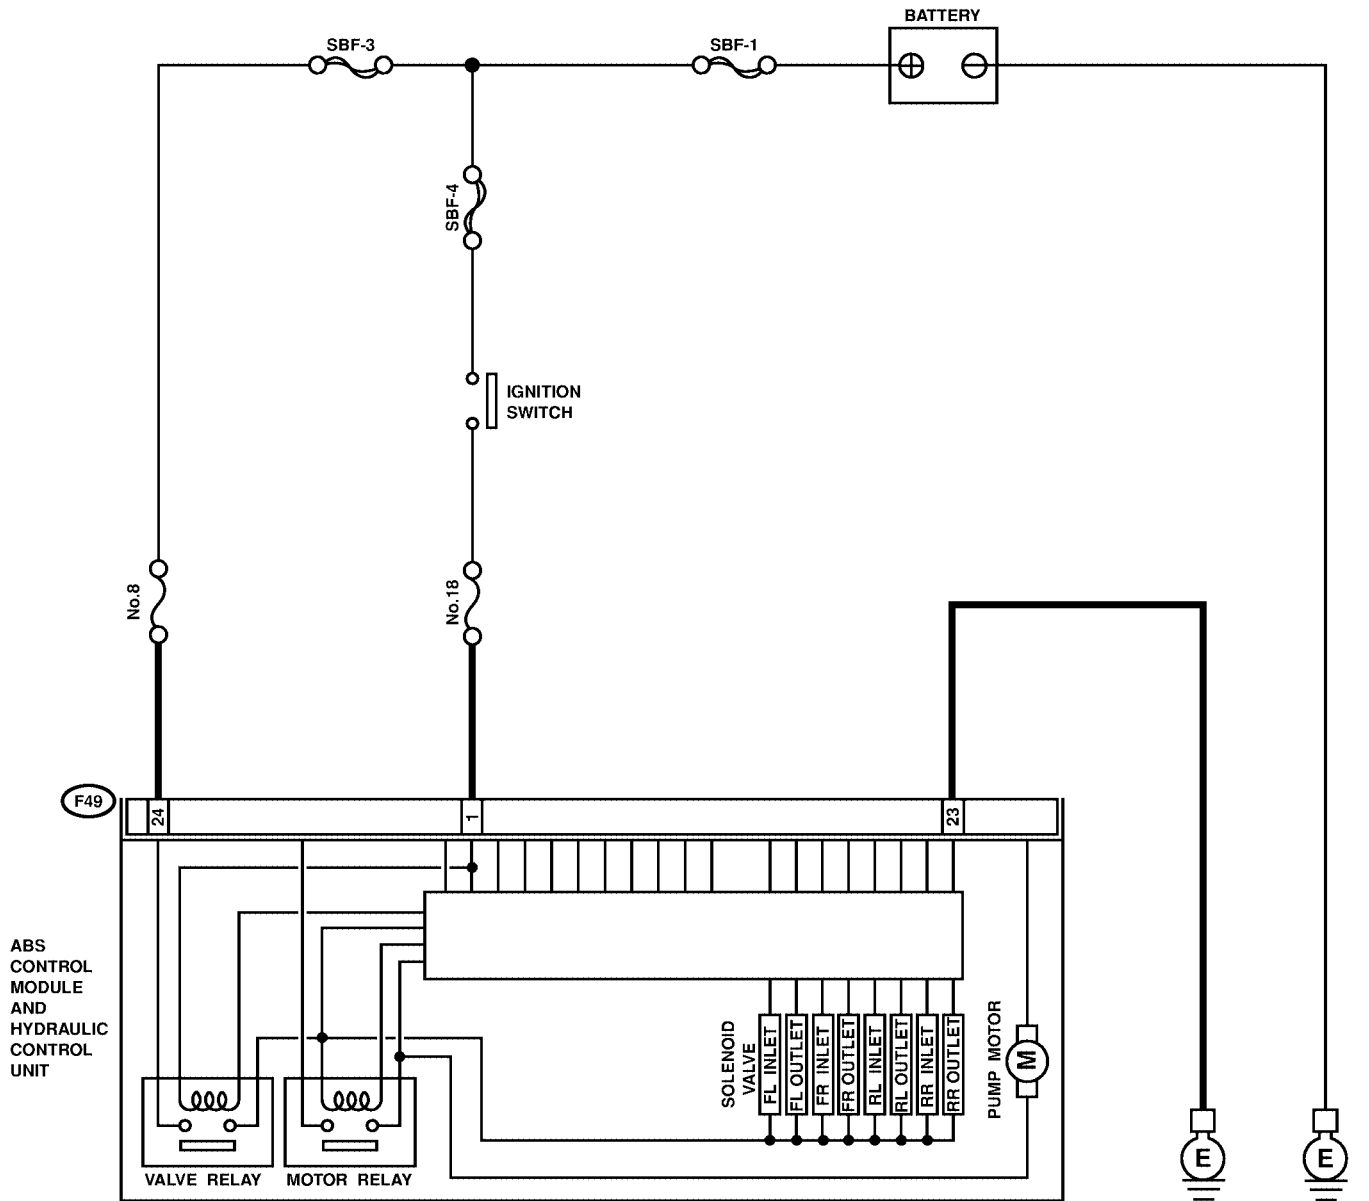 BATTERY
SBF-3
SBF-1
SBF-4
IGNITION
SWITCH
No.8
No.18
F49
24
1
23
ABS
CONTROL
MODULE
AND
HYDRAULIC
CONTROL
UNIT
SOLENOID
VALVE
FL INLET
FL OUTLET
FR INLET
FR OUTLET
RL INLET
RL OUTLET
RR INLET
RR OUTLET
PUMP MOTOR
M
VALVE RELAY
MOTOR RELAY
E
E